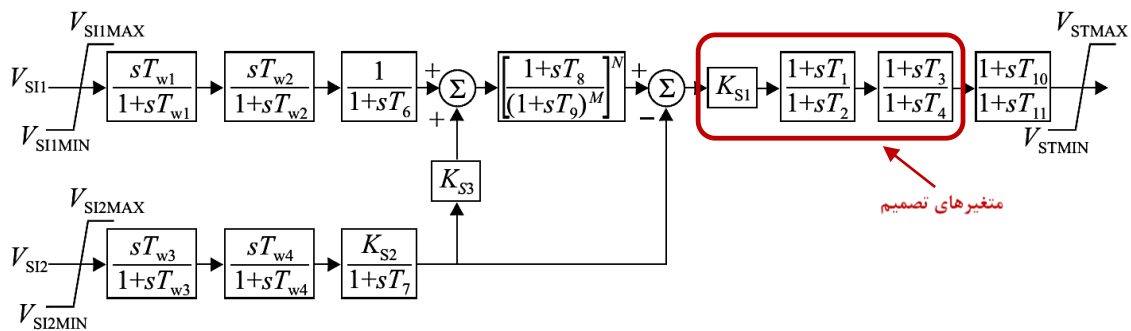 V_SI1MAX
V_SI1
V_SI1MIN
sT_w1
1+sT_w1
sT_w2
1+sT_w2
1
1+sT_6
+
+
Σ
[1+sT_8
(1+sT_9)^M]^N
+
−
Σ
K_S1
1+sT_1
1+sT_2
1+sT_3
1+sT_4
1+sT_10
1+sT_11
V_STMAX
V_STMIN
K_S3
متغیرهای تصمیم
V_SI2MAX
V_SI2
V_SI2MIN
sT_w3
1+sT_w3
sT_w4
1+sT_w4
K_S2
1+sT_7